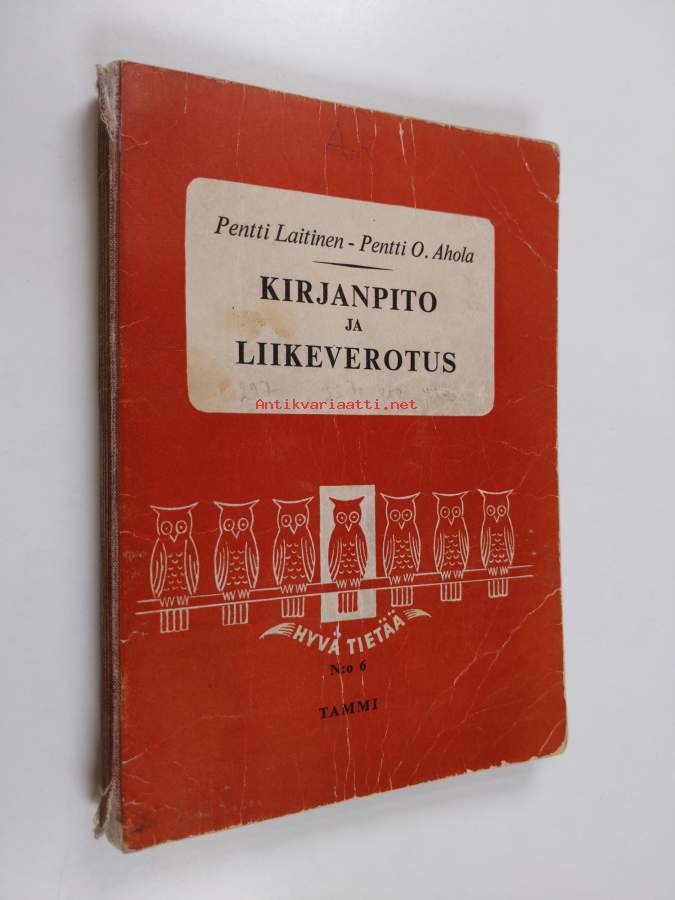 Pentti Laitinen - Pentti O. Ahola
KIRJANPITO
JA
LIIKEVEROTUS
Antikvariaatti.net
HYVÄ TIETÄÄ
N:o 6
TAMMI